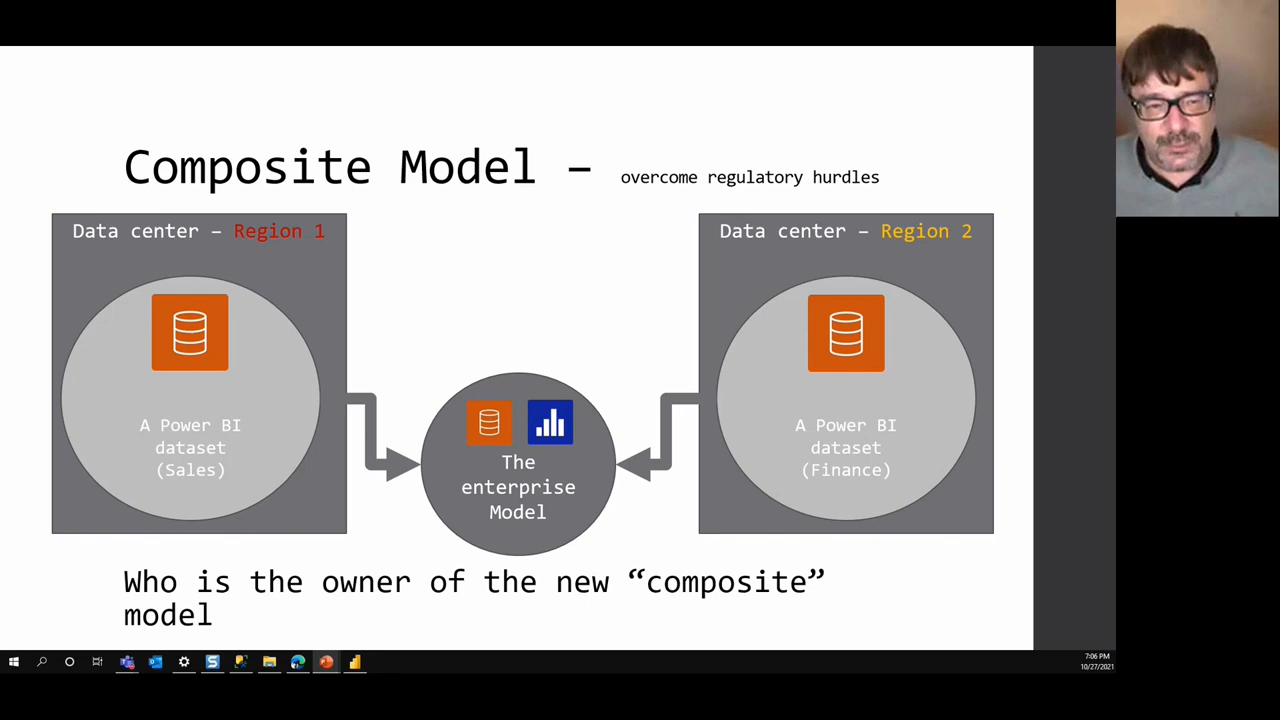 Composite Model – overcome regulatory hurdles
Data center – Region 1
A Power BI
dataset
(Sales)
Data center – Region 2
A Power BI
dataset
(Finance)
The
enterprise
Model
Who is the owner of the new “composite”
model
7:06 PM
10/27/2021